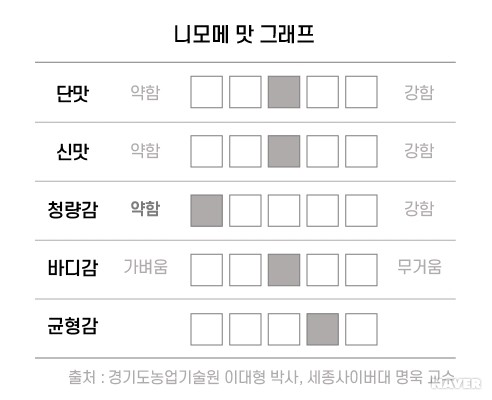 니모메 맛 그래프
단맛 약함 강함
신맛 약함 강함
청량감 약함 강함
바디감 가벼움 무거움
균형감
출처 : 경기도농업기술원 이대형 박사, 세종사이버대 명욱 교수
NAVER